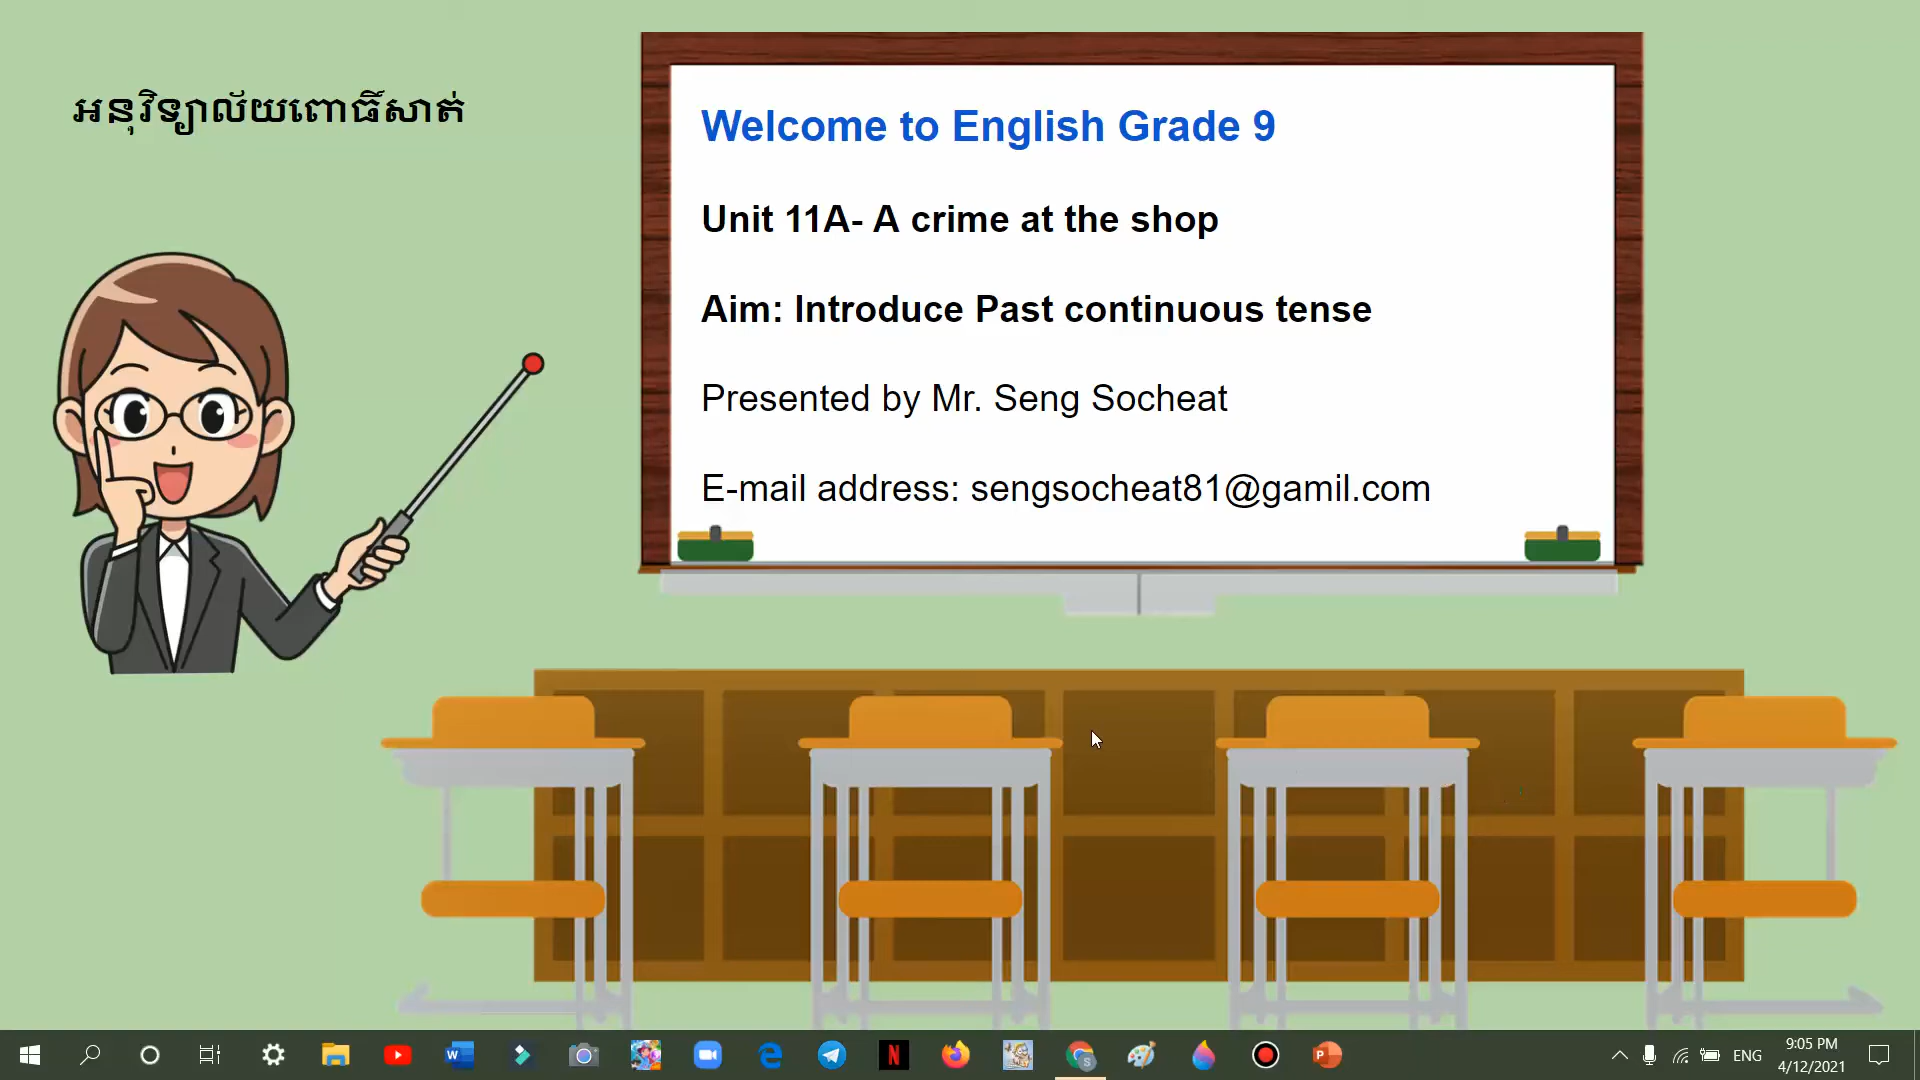 អនុវិទ្យាល័យពោធិ៍សាត់
Welcome to English Grade 9
Unit 11A- A crime at the shop
Aim: Introduce Past continuous tense
Presented by Mr. Seng Socheat
E-mail address: sengsocheat81@gamil.com
ENG
9:05 PM
4/12/2021